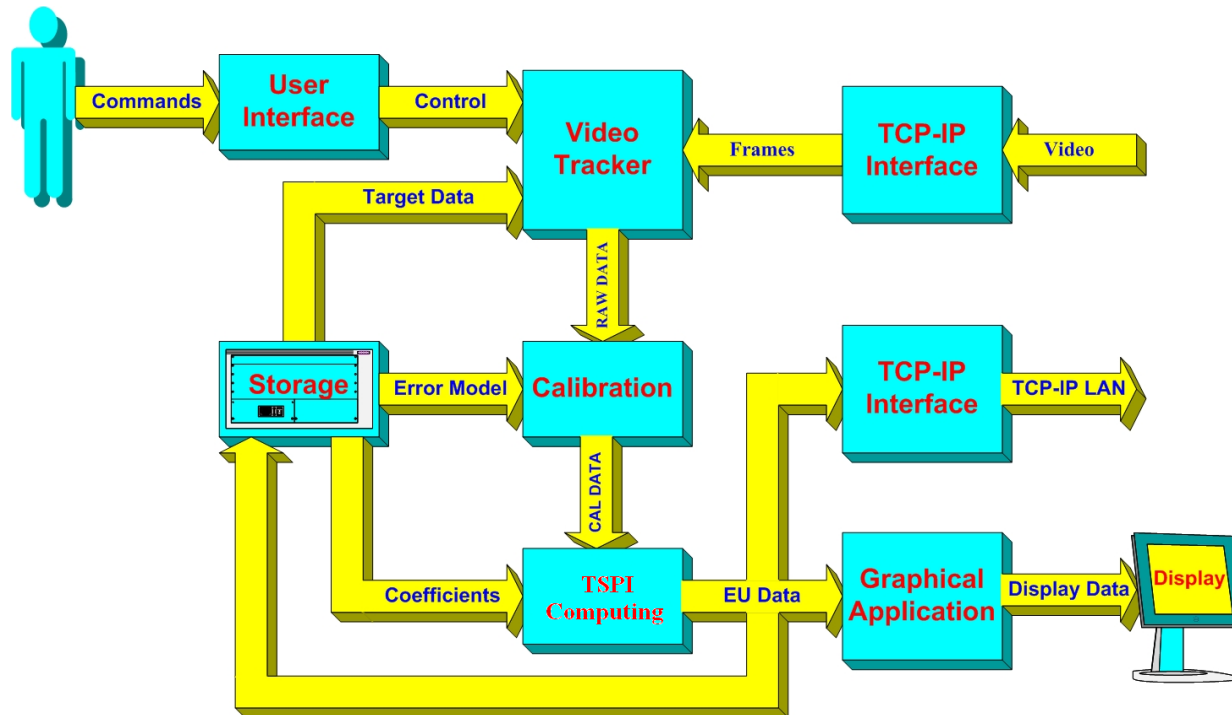 User
Interface
Commands
Control
Video
Tracker
Frames
TCP-IP
Interface
Video
Target Data
RAW DATA
Storage
Error Model
Calibration
TCP-IP
Interface
TCP-IP LAN
CAL DATA
Coefficients
TSPI
Computing
EU Data
Graphical
Application
Display Data
Display